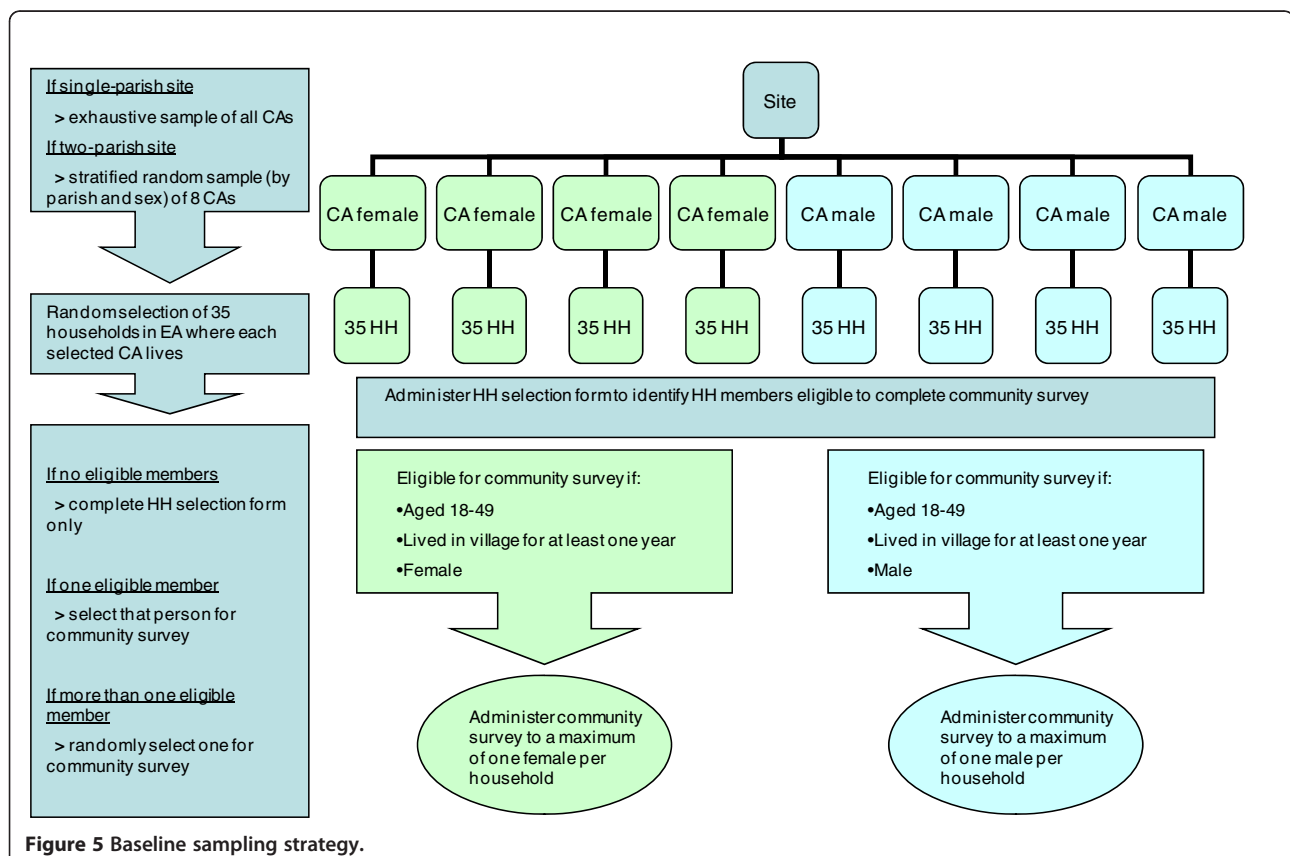 If single-parish site
> exhaustive sample of all CAs
If two-parish site
> stratified random sample (by
parish and sex) of 8 CAs
Random selection of 35
households in EA where each
selected CA lives
If no eligible members
> complete HH selection form
only
If one eligible member
> select that person for
community survey
If more than one eligible
member
> randomly select one for
community survey
Site
CA female
CA female
CA female
CA female
CA male
CA male
CA male
CA male
35 HH
35 HH
35 HH
35 HH
35 HH
35 HH
35 HH
35 HH
Administer HH selection form to identify HH members eligible to complete community survey
Eligible for community survey if:
•Aged 18-49
•Lived in village for at least one year
•Female
Eligible for community survey if:
•Aged 18-49
•Lived in village for at least one year
•Male
Administer community
survey to a maximum
of one female per
household
Administer community
survey to a maximum
of one male per
household
Figure 5 Baseline sampling strategy.